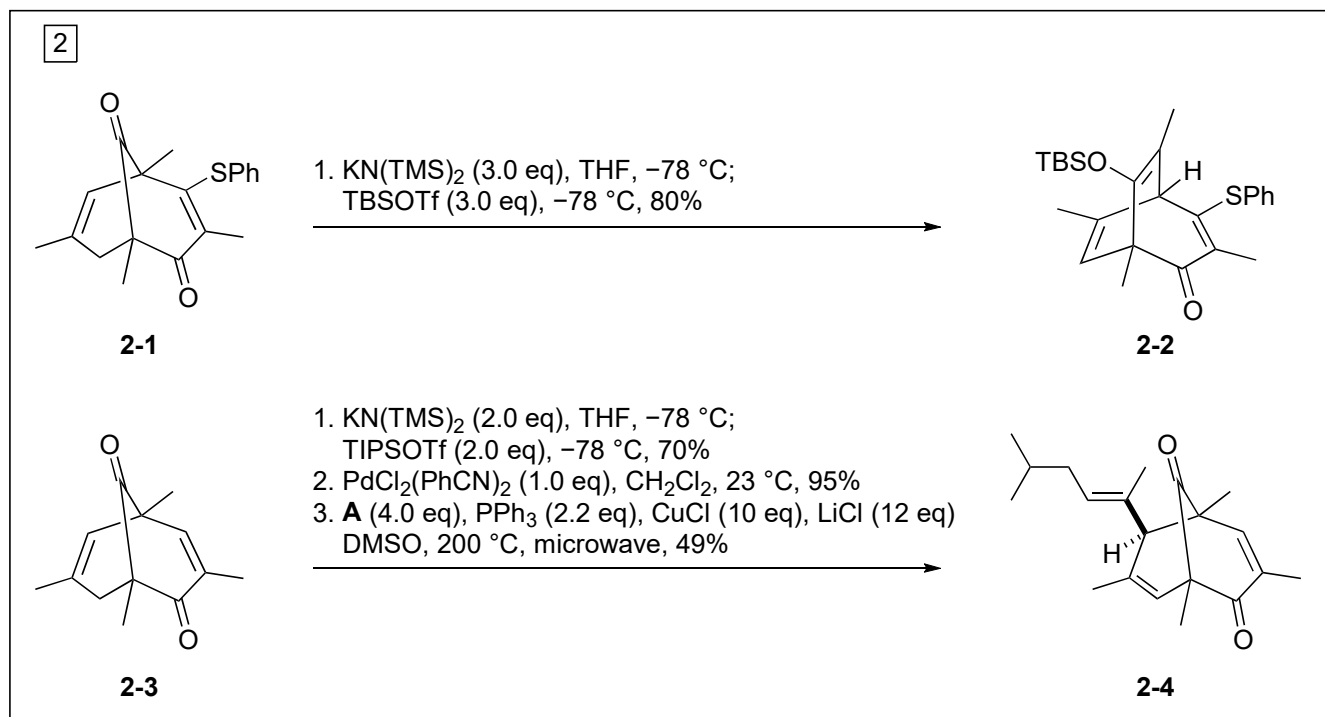 2
O
SPh
O
2-1
1. KN(TMS)2 (3.0 eq), THF, −78 °C;
TBSOTf (3.0 eq), −78 °C, 80%
TBSO
H
SPh
O
2-2
O
O
2-3
1. KN(TMS)2 (2.0 eq), THF, −78 °C;
TIPSOTf (2.0 eq), −78 °C, 70%
2. PdCl2(PhCN)2 (1.0 eq), CH2Cl2, 23 °C, 95%
3. A (4.0 eq), PPh3 (2.2 eq), CuCl (10 eq), LiCl (12 eq)
DMSO, 200 °C, microwave, 49%
O
H
O
2-4